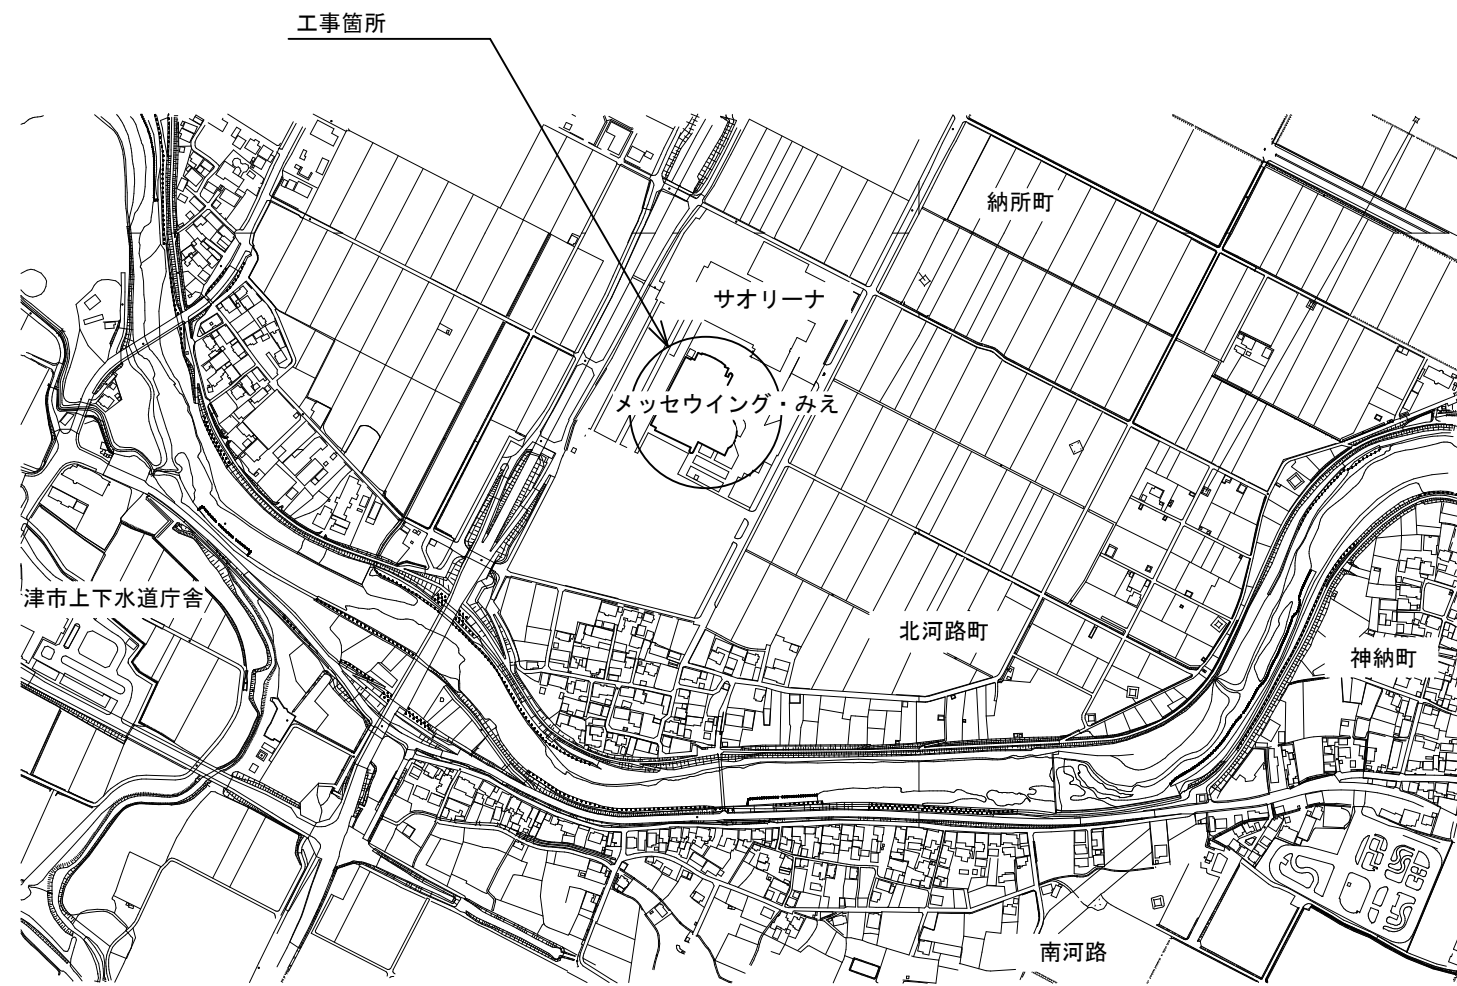 工事箇所
納所町
サオリーナ
メッセウイング・みえ
津市上下水道庁舎
北河路町
神納町
南河路